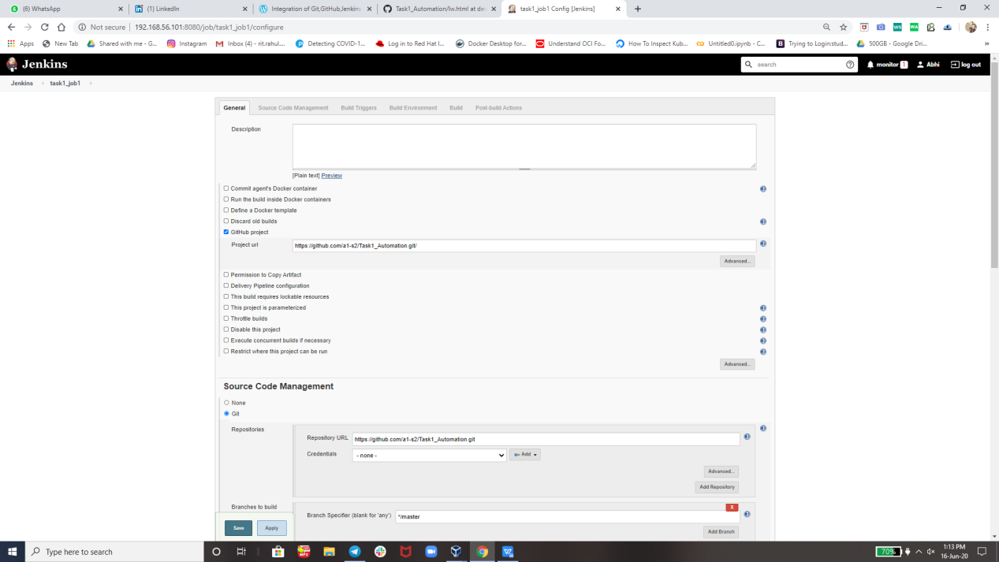 (6) WhatsApp
(1) LinkedIn
Integration of Git,GitHub,Jenkins
Task1_Automation/lw.html at de
task1_job1 Config [Jenkins]
Not secure | 192.168.56.101:8080/job/task1_job1/configure
Apps
New Tab
Shared with me - G...
Instagram
Inbox (4) - rit.rahul...
Detecting COVID-1...
Log in to Red Hat I...
Docker Desktop for...
Understand OCI Fo...
How To Inspect Kub...
Untitled0.ipynb - C...
Trying to Login:stud...
500GB - Google Dri...
Jenkins
search
monitor 1
Abhi
log out
Jenkins
task1_job1
General
Source Code Management
Build Triggers
Build Environment
Build
Post-build Actions
Description
[Plain text] Preview
Commit agent's Docker container
Run the build inside Docker containers
Define a Docker template
Discard old builds
GitHub project
Project url
https://github.com/a1-s2/Task1_Automation.git/
Advanced...
Permission to Copy Artifact
Delivery Pipeline configuration
This build requires lockable resources
This project is parameterized
Throttle builds
Disable this project
Execute concurrent builds if necessary
Restrict where this project can be run
Advanced...
Source Code Management
None
Git
Repositories
Repository URL
https://github.com/a1-s2/Task1_Automation.git
Credentials
- none -
Add
Advanced...
Add Repository
Branches to build
X
Branch Specifier (blank for 'any')
*/master
Add Branch
Save
Apply
Type here to search
70%
1:13 PM
16-Jun-20